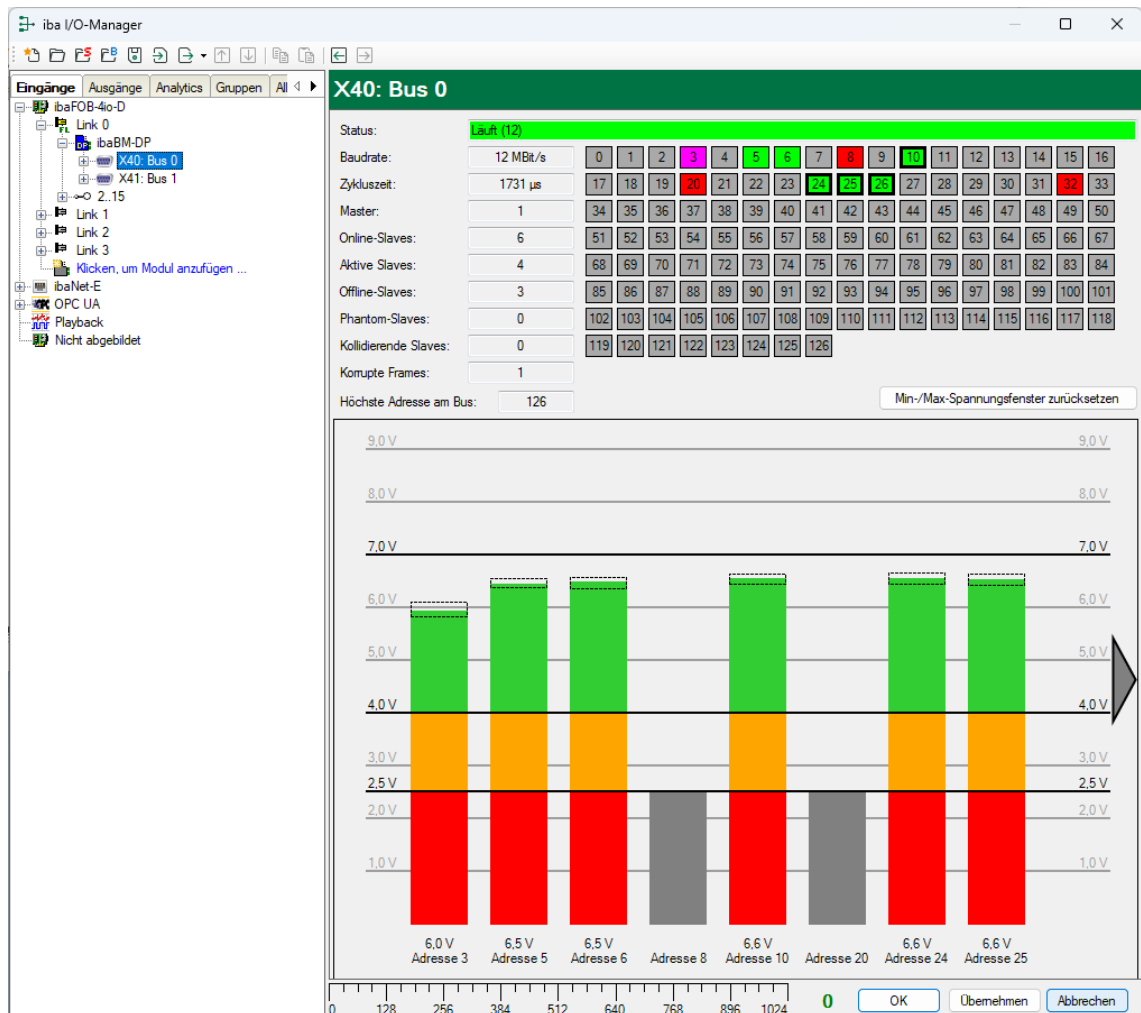 iba I/O-Manager
Eingänge Ausgänge Analytics Gruppen All
ibaFOB-4io-D
Link 0
ibaBM-DP
X40: Bus 0
X41: Bus 1
2..15
Link 1
Link 2
Link 3
Klicken, um Modul anzufügen ...
ibaNet-E
OPC UA
Playback
Nicht abgebildet
X40: Bus 0
Status: Läuft (12)
Baudrate: 12 MBit/s 0 1 2 3 4 5 6 7 8 9 10 11 12 13 14 15 16
Zykluszeit: 1731 µs 17 18 19 20 21 22 23 24 25 26 27 28 29 30 31 32 33
Master: 1 34 35 36 37 38 39 40 41 42 43 44 45 46 47 48 49 50
Online-Slaves: 6 51 52 53 54 55 56 57 58 59 60 61 62 63 64 65 66 67
Aktive Slaves: 4 68 69 70 71 72 73 74 75 76 77 78 79 80 81 82 83 84
Offline-Slaves: 3 85 86 87 88 89 90 91 92 93 94 95 96 97 98 99 100 101
Phantom-Slaves: 0 102 103 104 105 106 107 108 109 110 111 112 113 114 115 116 117 118
Kollidierende Slaves: 0 119 120 121 122 123 124 125 126
Korrupte Frames: 1
Höchste Adresse am Bus: 126 Min-/Max-Spannungsfenster zurücksetzen
9,0 V 9,0 V
8,0 V 8,0 V
7,0 V 7,0 V
6,0 V 6,0 V
5,0 V 5,0 V
4,0 V 4,0 V
3,0 V 3,0 V
2,5 V 2,5 V
2,0 V 2,0 V
1,0 V 1,0 V
6,0 V 6,5 V 6,5 V 6,6 V 6,6 V 6,6 V
Adresse 3 Adresse 5 Adresse 6 Adresse 8 Adresse 10 Adresse 20 Adresse 24 Adresse 25
0 128 256 384 512 640 768 896 1024 0 OK Übernehmen Abbrechen